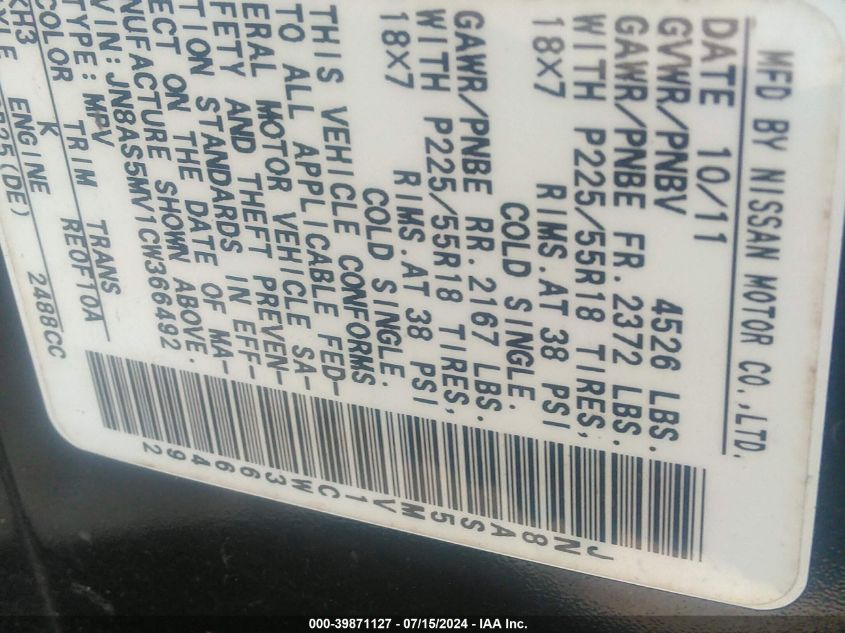 MFD BY NISSAN MOTOR CO.,LTD.
DATE 10/11
GVWR/PNBV 4526 LBS.
GAWR/PNBE FR. 2372 LBS.
WITH P225/55R18 TIRES,
18X7 RIMS.AT 38 PSI
COLD SINGLE.
GAWR/PNBE RR. 2167 LBS.
WITH P225/55R18 TIRES,
18X7 RIMS.AT 38 PSI
COLD SINGLE.
THIS VEHICLE CONFORMS
TO ALL APPLICABLE FED-
ERAL MOTOR VEHICLE SA-
FETY AND THEFT PREVEN-
TION STANDARDS IN EFF-
ECT ON THE DATE OF MA-
NUFACTURE SHOWN ABOVE.
VIN: JN8AS5MV1CW366492
TYPE: MPV
COLOR TRIM TRANS
KH3 K RE0F10A
ENGINE
QR25(DE) 2488CC
JN8AS5MV1CW366492
000-39871127 - 07/15/2024 - IAA Inc.